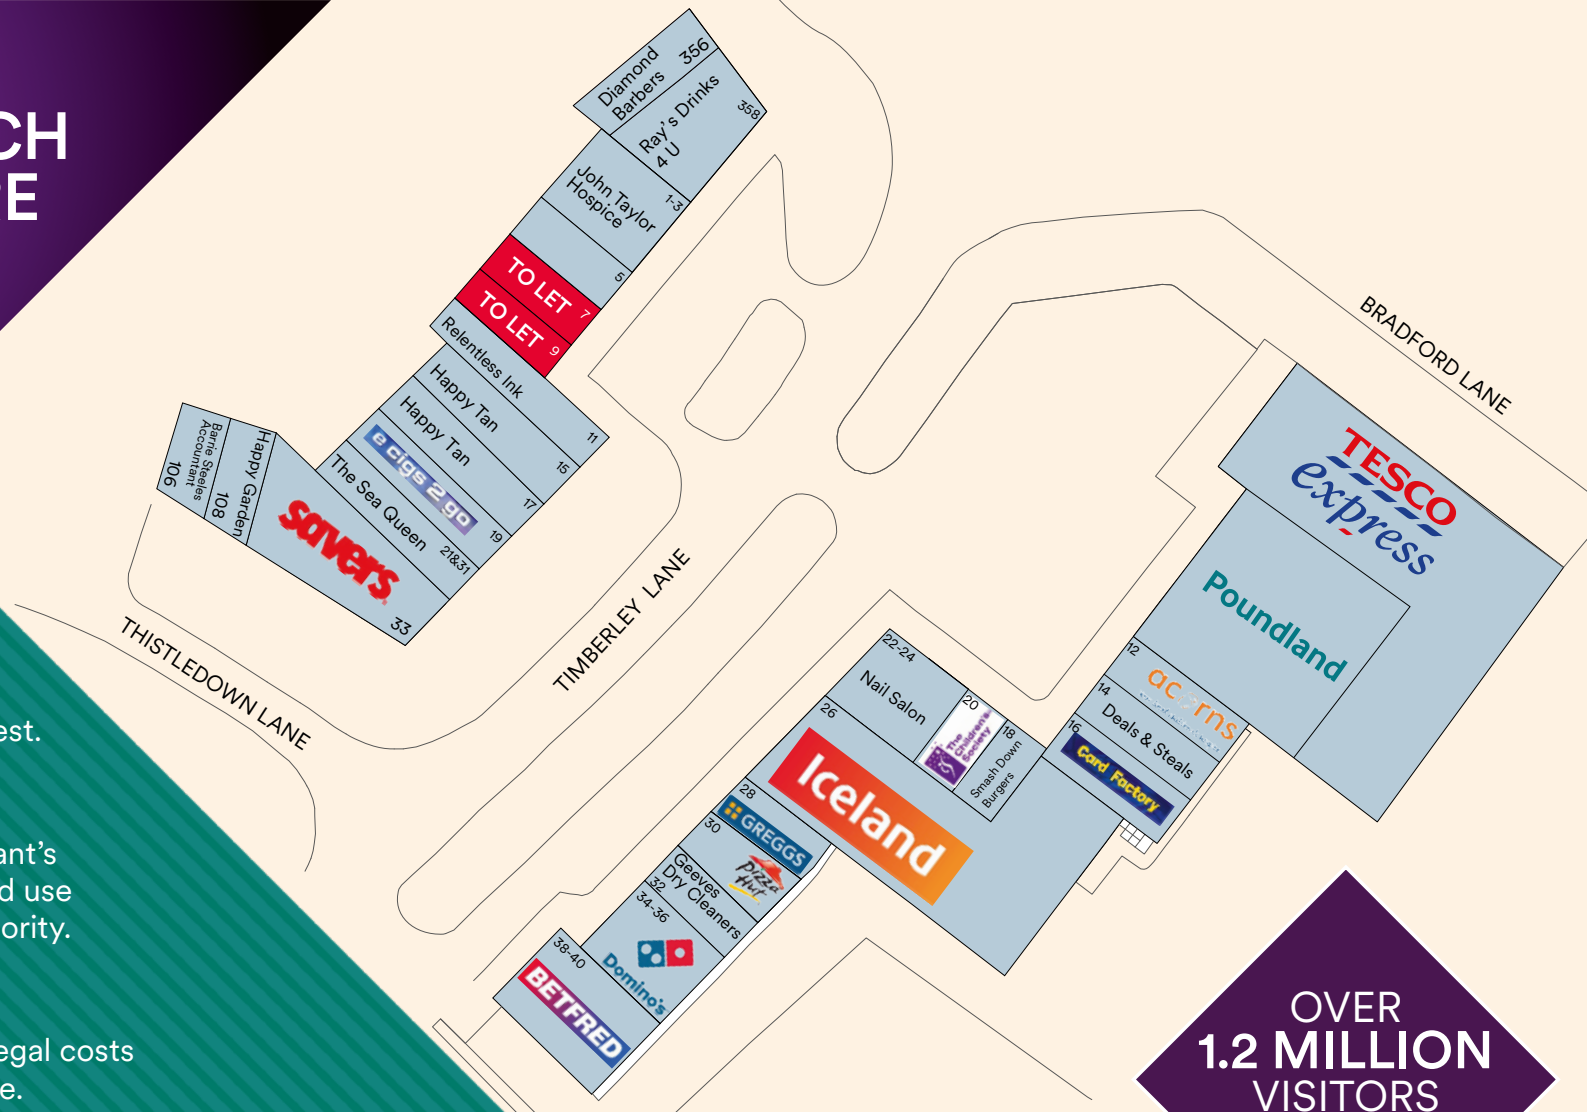 CH
RE
Diamond
Barbers
356
Ray's Drinks
4 U
358
John Taylor
Hospice
1-3
5
TO LET 7
TO LET 9
Relentless Ink
11
Happy Tan
15
Happy Tan
17
e cigs 2 go
19
The Sea Queen
21&31
savers
33
Happy Garden
108
Barrie Steeles
Accountant
106
THISTLEDOWN LANE
TIMBERLEY LANE
BRADFORD LANE
TESCO
express
Poundland
12
acorns
14
Deals & Steals
16
Card Factory
22-24
Nail Salon
20
The
Children's
Society
18
Smash Down
Burgers
26
Iceland
28
GREGGS
30
Pizza
Hut
Geeves
Dry Cleaners
32
34-36
Domino's
38-40
BETFRED
est.
ant's
d use
ority.
egal costs
e.
OVER
1.2 MILLION
VISITORS